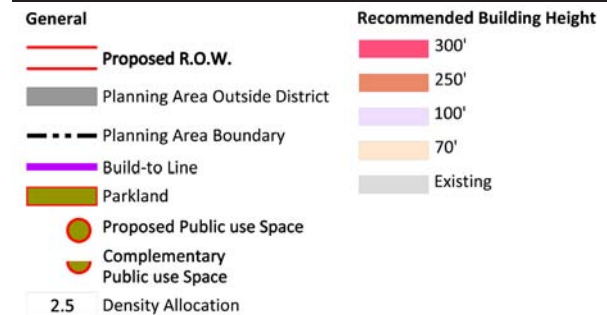 General
Proposed R.O.W.
Planning Area Outside District
Planning Area Boundary
Build-to Line
Parkland
Proposed Public use Space
Complementary
Public use Space
2.5 Density Allocation
Recommended Building Height
300'
250'
100'
70'
Existing